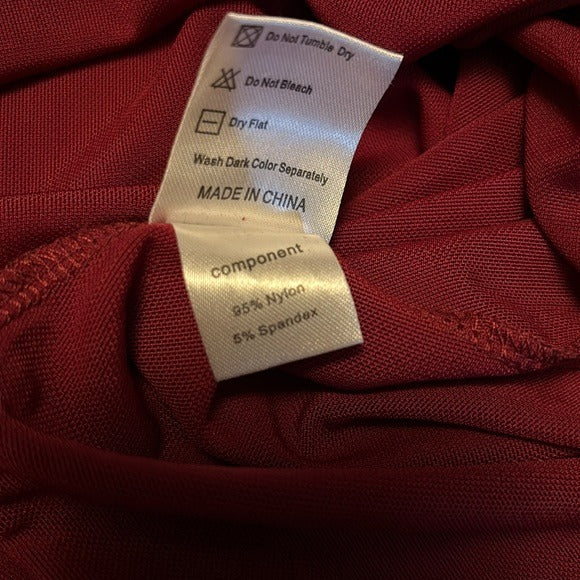 Do Not Tumble Dry
Do Not Bleach
Dry Flat
Wash Dark Color Separately
MADE IN CHINA
component
95% Nylon
5% Spandex